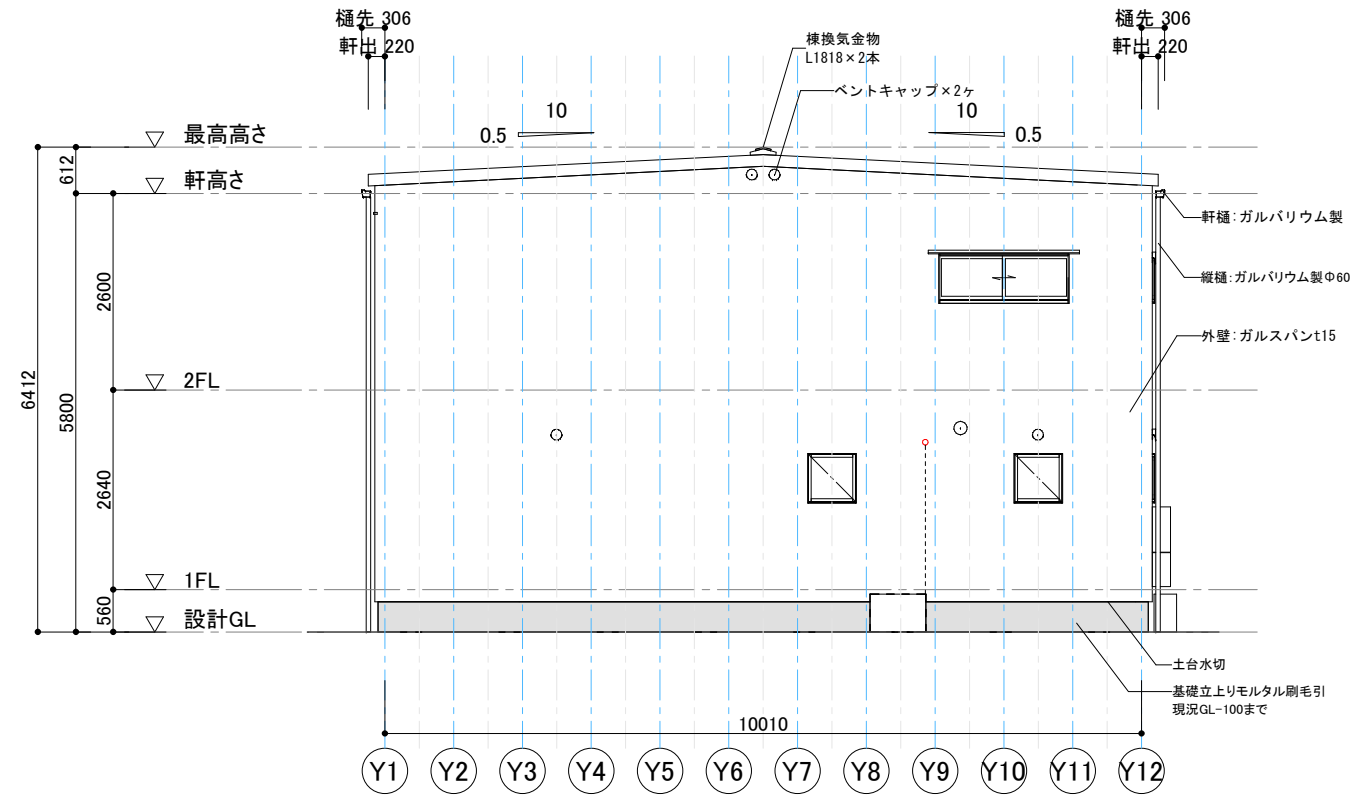 樋先 306
軒出 220
棟換気金物
L1818×2本
ベントキャップ×2ヶ
樋先 306
軒出 220
10
0.5
10
0.5
最高高さ
612
軒高さ
軒樋：ガルバリウム製
縦樋：ガルバリウム製Φ60
2600
外壁：ガルスパンt15
2FL
6412
5800
2640
1FL
560
設計GL
土台水切
基礎立上りモルタル刷毛引
現況GL-100まで
10010
Y1
Y2
Y3
Y4
Y5
Y6
Y7
Y8
Y9
Y10
Y11
Y12